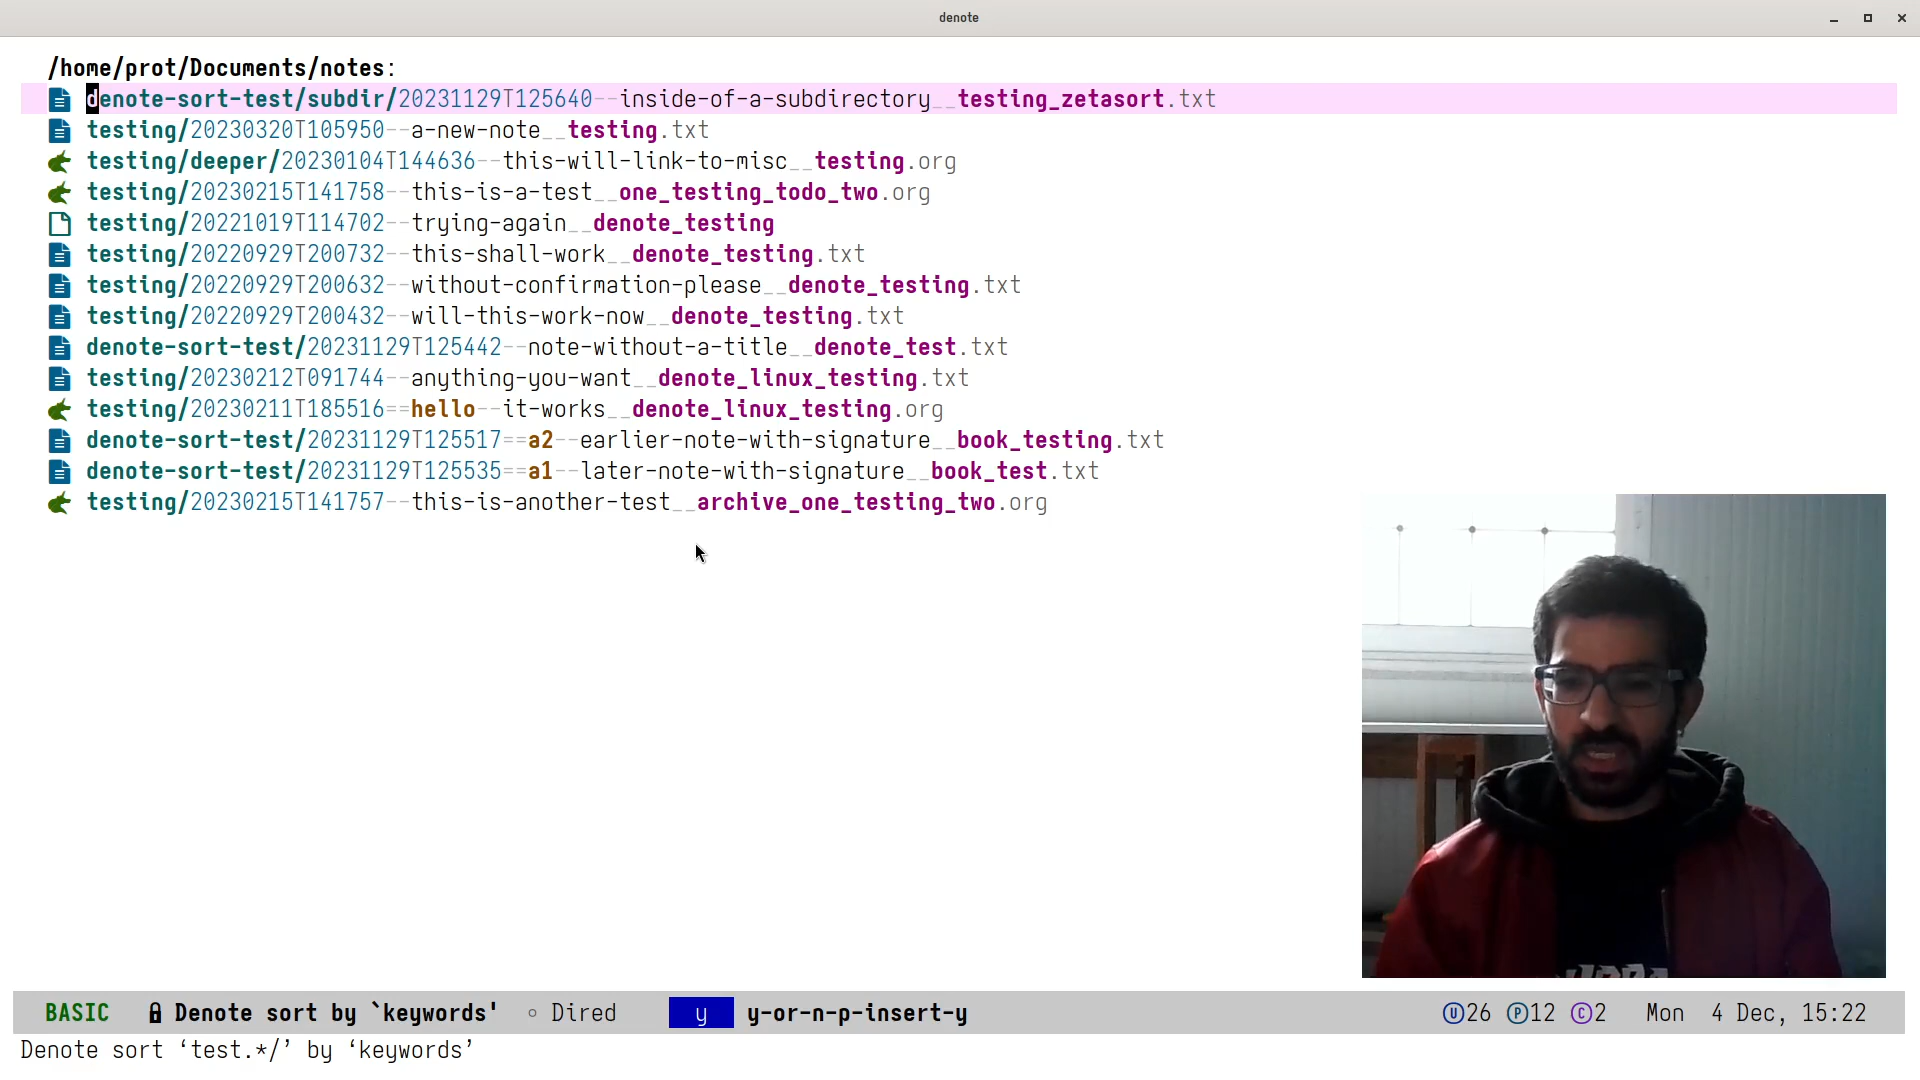 denote
/home/prot/Documents/notes:
denote-sort-test/subdir/20231129T125640--inside-of-a-subdirectory__testing_zetasort.txt
testing/20230320T105950--a-new-note__testing.txt
testing/deeper/20230104T144636--this-will-link-to-misc__testing.org
testing/20230215T141758--this-is-a-test__one_testing_todo_two.org
testing/20221019T114702--trying-again__denote_testing
testing/20220929T200732--this-shall-work__denote_testing.txt
testing/20220929T200632--without-confirmation-please__denote_testing.txt
testing/20220929T200432--will-this-work-now__denote_testing.txt
denote-sort-test/20231129T125442--note-without-a-title__denote_test.txt
testing/20230212T091744--anything-you-want__denote_linux_testing.txt
testing/20230211T185516==hello--it-works__denote_linux_testing.org
denote-sort-test/20231129T125517==a2--earlier-note-with-signature__book_testing.txt
denote-sort-test/20231129T125535==a1--later-note-with-signature__book_test.txt
testing/20230215T141757--this-is-another-test__archive_one_testing_two.org
BASIC Denote sort by `keywords' ◦ Dired y y-or-n-p-insert-y U26 P12 C2 Mon 4 Dec, 15:22
Denote sort ‘test.*/’ by ‘keywords’